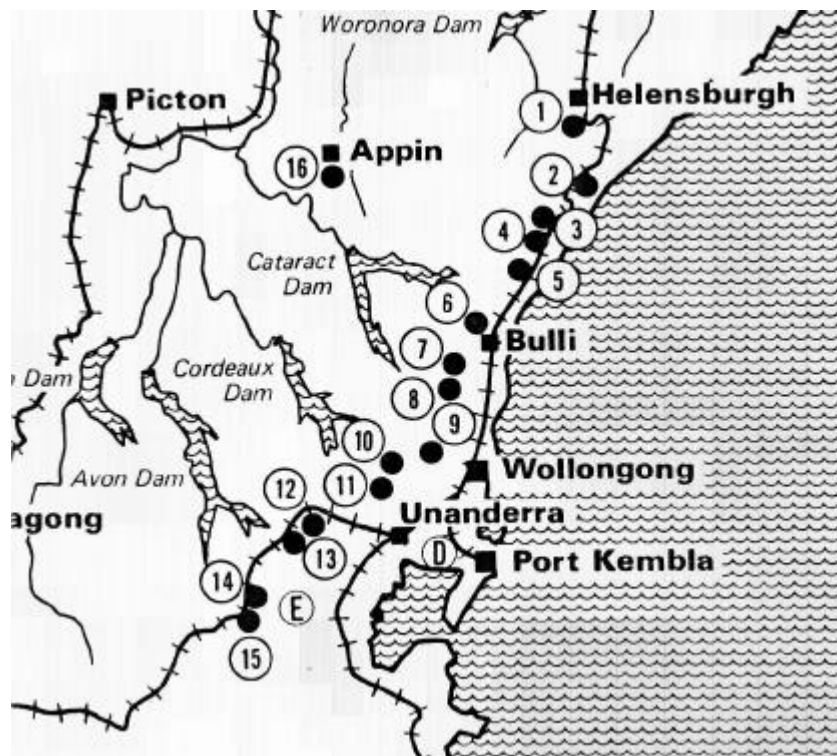 Woronora Dam
Picton
Helensburgh
1
Appin
16
2
4
3
Cataract
Dam
5
6
Bulli
7
Dam
Cordeaux
Dam
8
9
10
Wollongong
Avon Dam
11
12
agong
Unanderra
13
D
Port Kembla
14
E
15